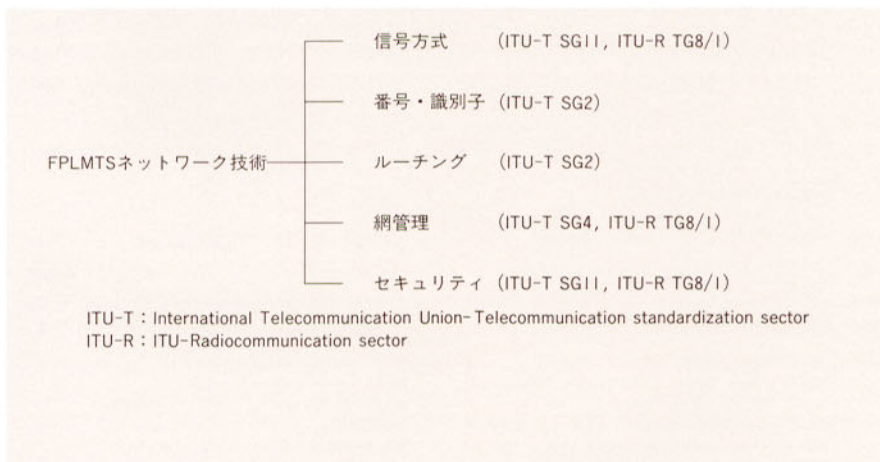 信号方式 (ITU-T SG11, ITU-R TG8/1)
番号・識別子 (ITU-T SG2)
FPLMTSネットワーク技術 ルーチング (ITU-T SG2)
網管理 (ITU-T SG4, ITU-R TG8/1)
セキュリティ (ITU-T SG11, ITU-R TG8/1)
ITU-T：International Telecommunication Union-Telecommunication standardization sector
ITU-R：ITU-Radiocommunication sector